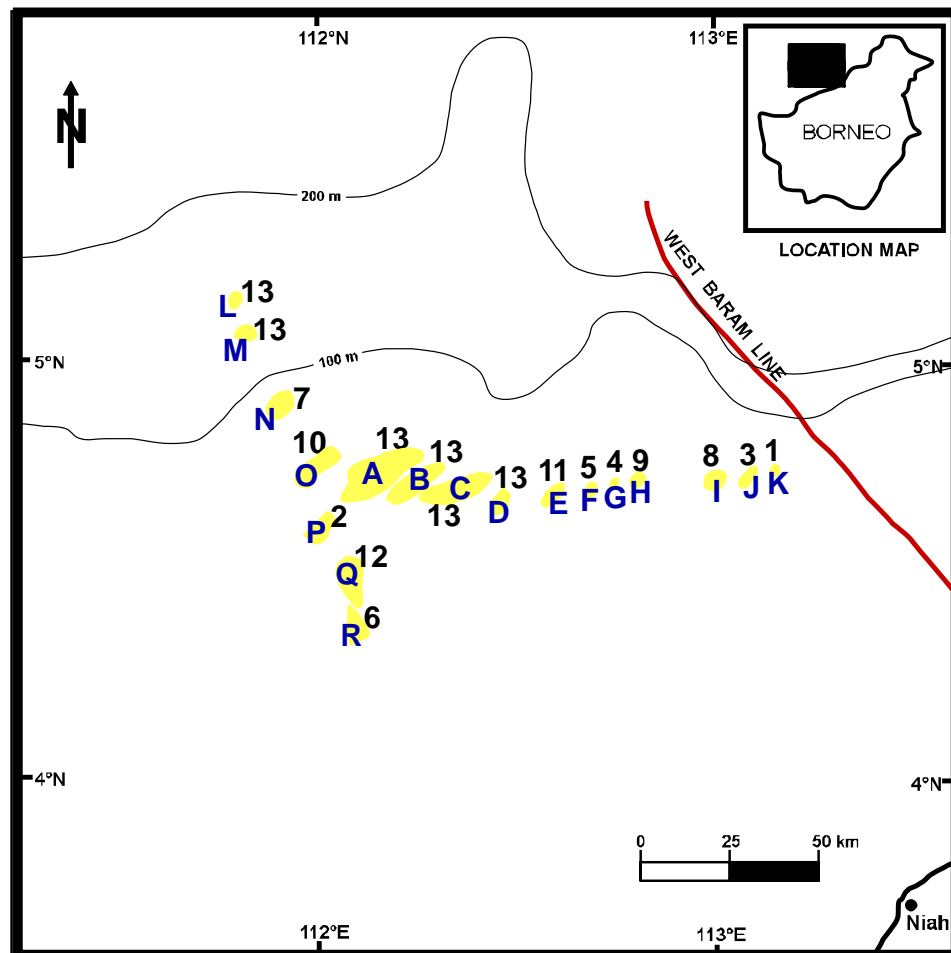 112°N
113°E
N
BORNEO
LOCATION MAP
200 m
WEST BARAM LINE
L 13
M 13
5°N
100 m
5°N
N 7
O 10
A 13
B 13
C 13
D 13
E 11
F 5
G 4
H 9
I 8
J 3
K 1
P 2
Q 12
R 6
4°N
4°N
0 25 50 km
Niah
112°E
113°E